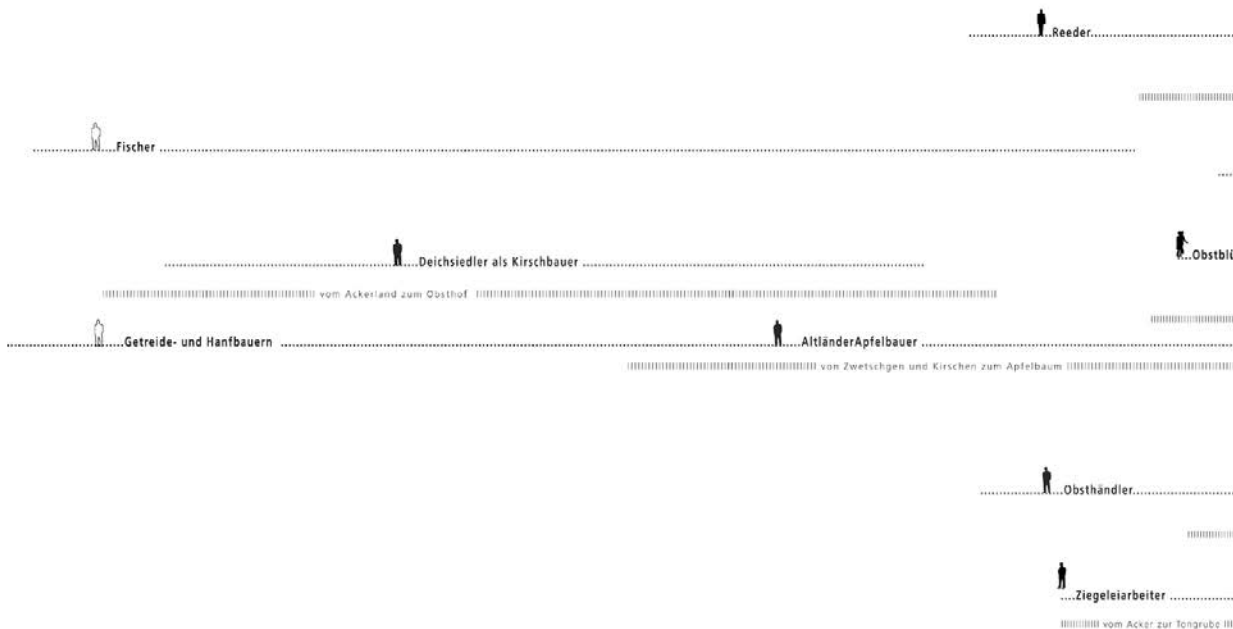 Reeder
Fischer
Obstblü
Deichsiedler als Kirschbauer
vom Ackerland zum Obsthof
Getreide- und Hanfbauern
AltländerApfelbauer
von Zwetschgen und Kirschen zum Apfelbaum
Obsthändler
Ziegeleiarbeiter
vom Acker zur Tongrube